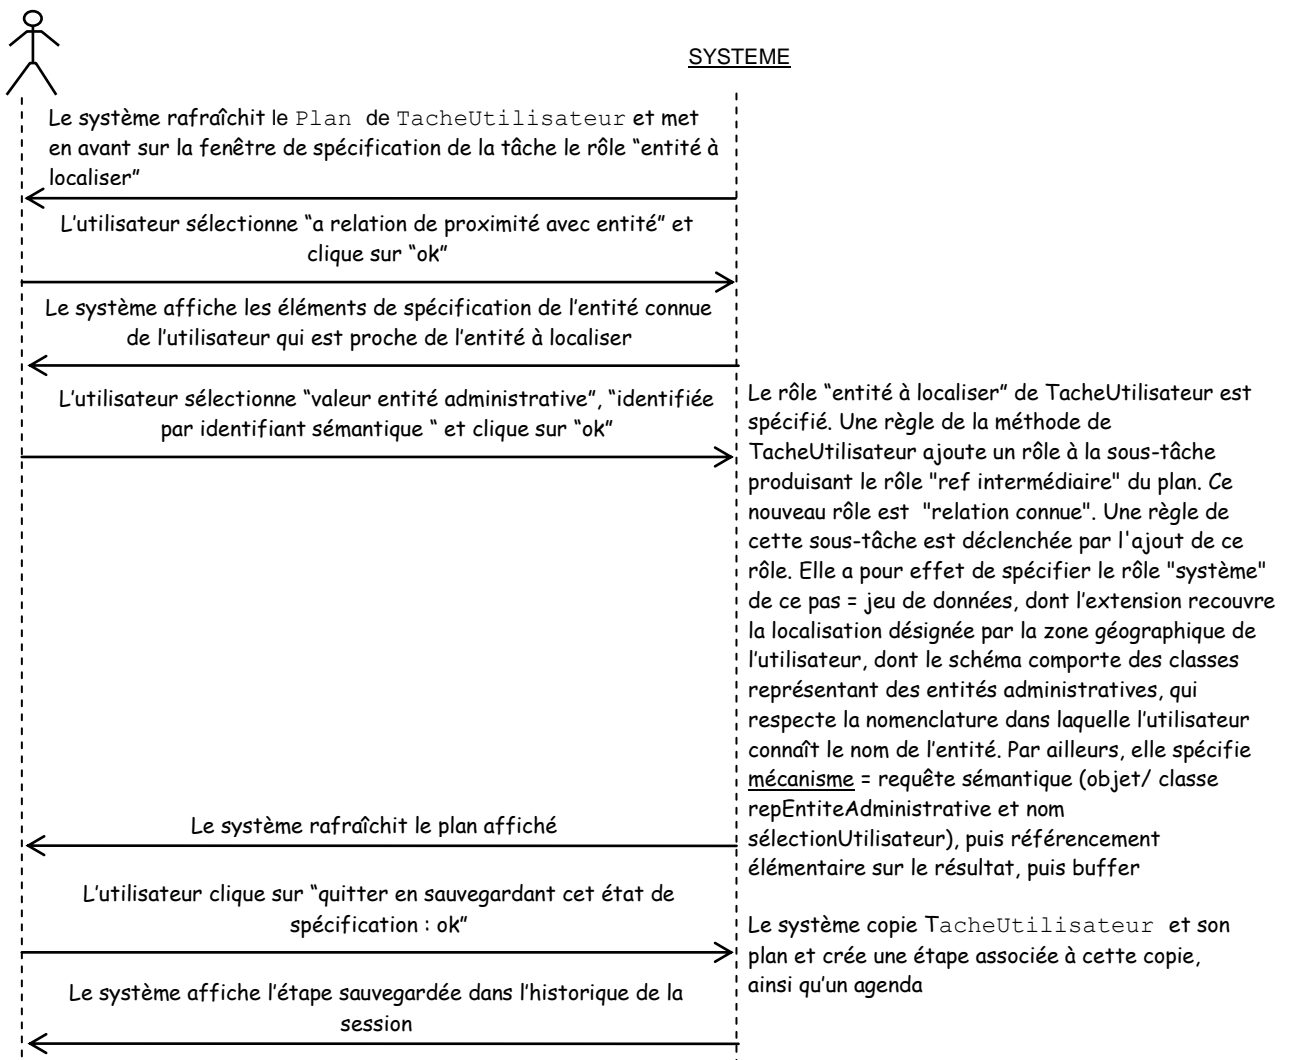 SYSTEME
Le système rafraîchit le Plan de TacheUtilisateur et met
en avant sur la fenêtre de spécification de la tâche le rôle “entité à
localiser”
L’utilisateur sélectionne “a relation de proximité avec entité” et
clique sur “ok”
Le système affiche les éléments de spécification de l’entité connue
de l’utilisateur qui est proche de l’entité à localiser
L’utilisateur sélectionne “valeur entité administrative”, “identifiée
par identifiant sémantique “ et clique sur “ok”
Le rôle “entité à localiser” de TacheUtilisateur est
spécifié. Une règle de la méthode de
TacheUtilisateur ajoute un rôle à la sous-tâche
produisant le rôle "ref intermédiaire" du plan. Ce
nouveau rôle est "relation connue". Une règle de
cette sous-tâche est déclenchée par l'ajout de ce
rôle. Elle a pour effet de spécifier le rôle "système"
de ce pas = jeu de données, dont l’extension recouvre
la localisation désignée par la zone géographique de
l’utilisateur, dont le schéma comporte des classes
représentant des entités administratives, qui
respecte la nomenclature dans laquelle l’utilisateur
connaît le nom de l’entité. Par ailleurs, elle spécifie
mécanisme = requête sémantique (objet/ classe
repEntiteAdministrative et nom
sélectionUtilisateur), puis référencement
élémentaire sur le résultat, puis buffer
Le système rafraîchit le plan affiché
L’utilisateur clique sur “quitter en sauvegardant cet état de
spécification : ok”
Le système copie TacheUtilisateur et son
plan et crée une étape associée à cette copie,
ainsi qu’un agenda
Le système affiche l’étape sauvegardée dans l’historique de la
session